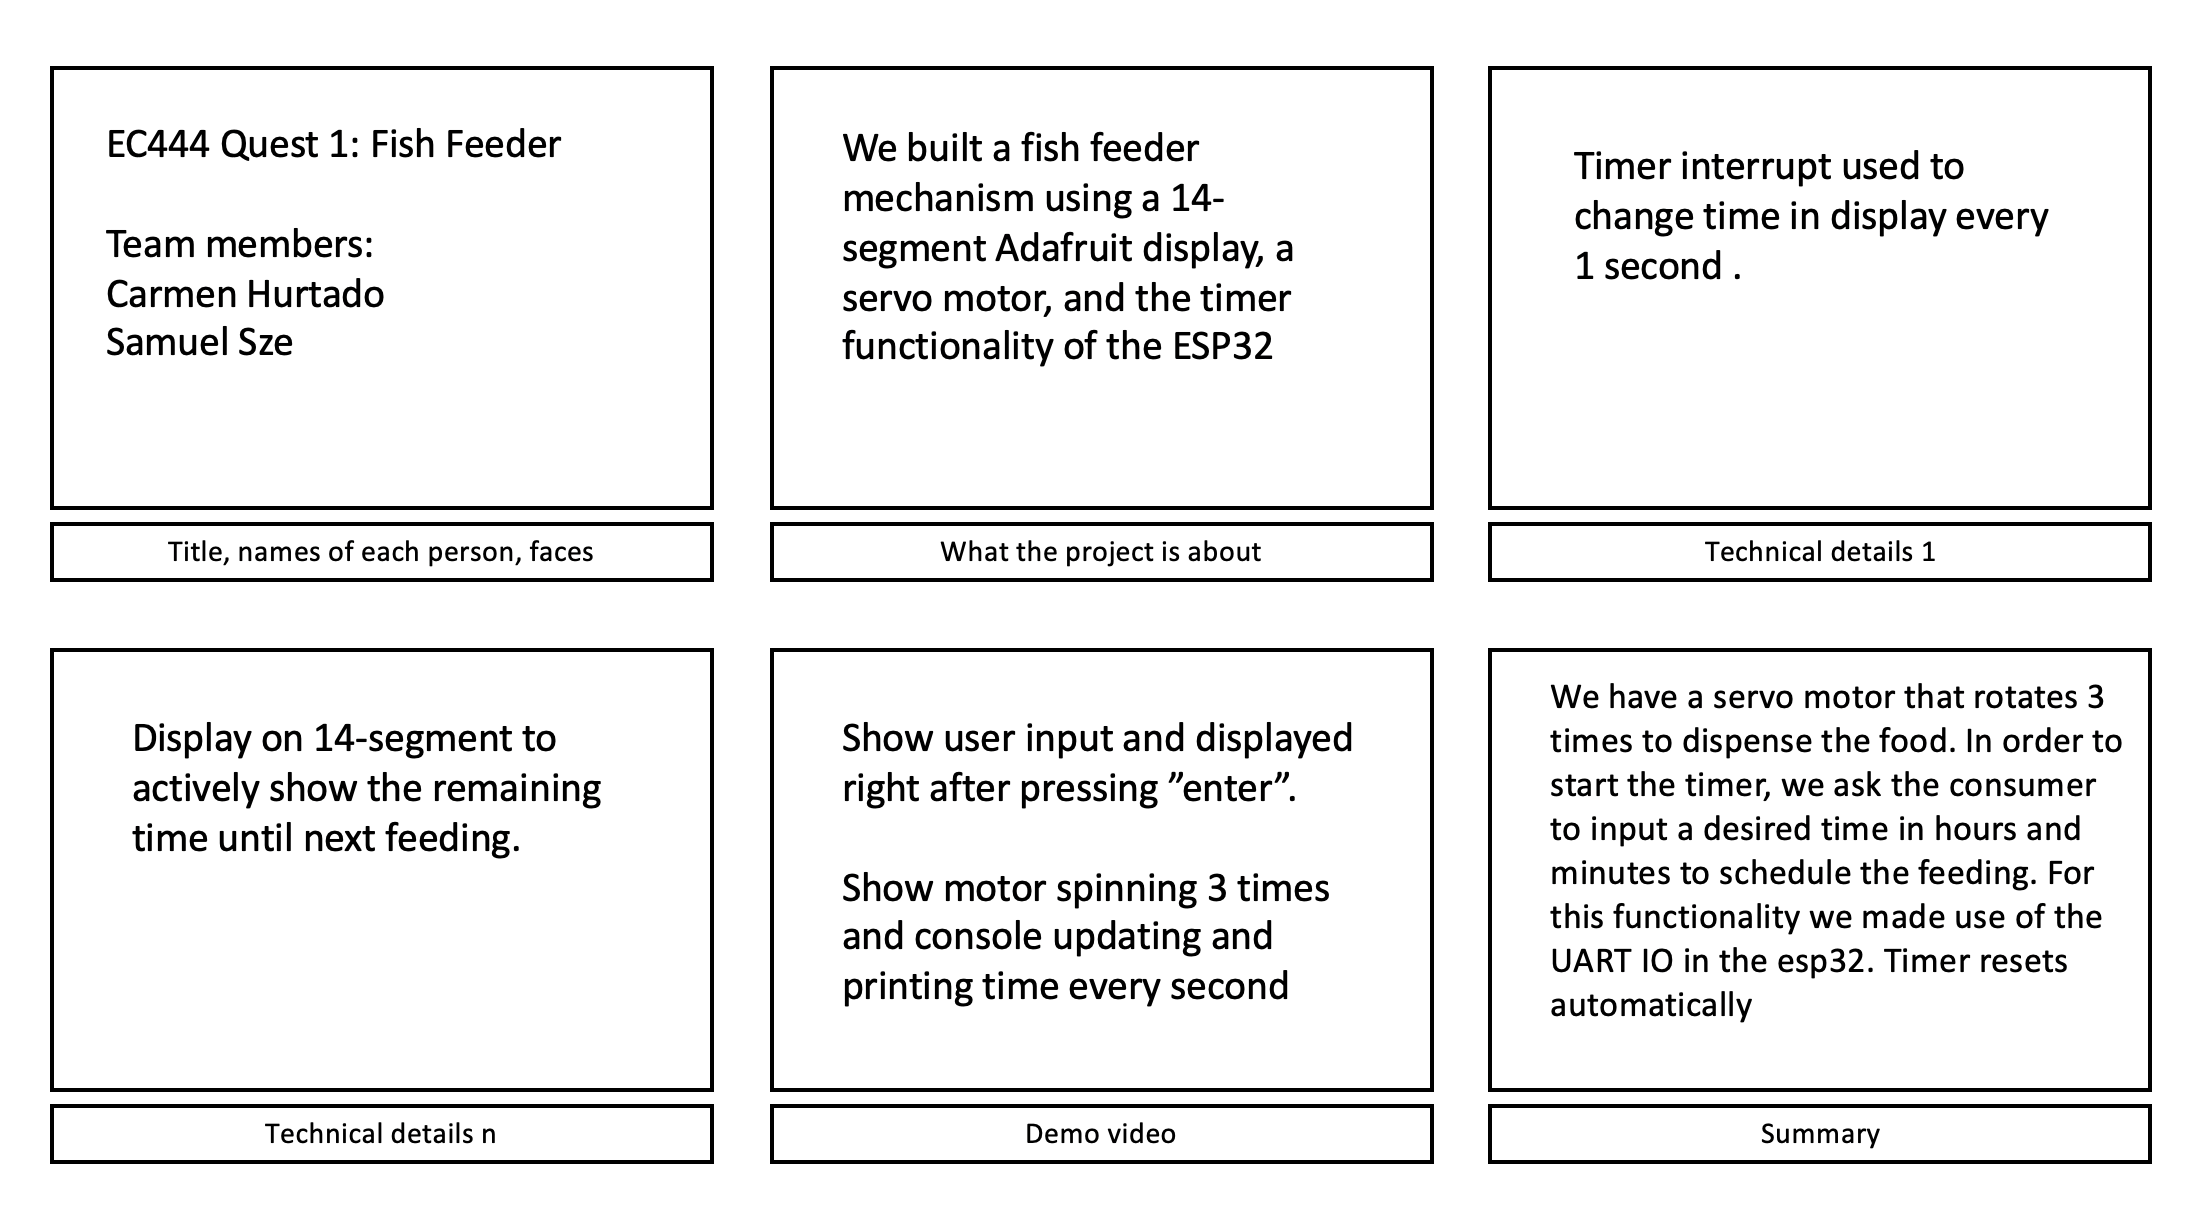 EC444 Quest 1: Fish Feeder
Team members:
Carmen Hurtado
Samuel Sze
Title, names of each person, faces
We built a fish feeder
mechanism using a 14-
segment Adafruit display, a
servo motor, and the timer
functionality of the ESP32
What the project is about
Timer interrupt used to
change time in display every
1 second .
Technical details 1
Display on 14-segment to
actively show the remaining
time until next feeding.
Technical details n
Show user input and displayed
right after pressing ”enter”.
Show motor spinning 3 times
and console updating and
printing time every second
Demo video
We have a servo motor that rotates 3
times to dispense the food. In order to
start the timer, we ask the consumer
to input a desired time in hours and
minutes to schedule the feeding. For
this functionality we made use of the
UART IO in the esp32. Timer resets
automatically
Summary